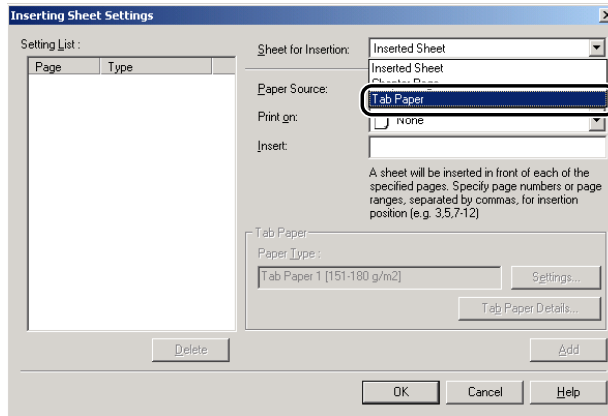 Inserting Sheet Settings
Setting List :
Page Type
Sheet for Insertion: Inserted Sheet
Inserted Sheet
Tab Paper
Paper Source:
Print on: None
Insert:
A sheet will be inserted in front of each of the
specified pages. Specify page numbers or page
ranges, separated by commas, for insertion
position (e.g. 3,5,7-12)
Tab Paper
Paper Type :
Tab Paper 1 [151-180 g/m2]
Settings...
Tab Paper Details...
Delete
Add
OK Cancel Help